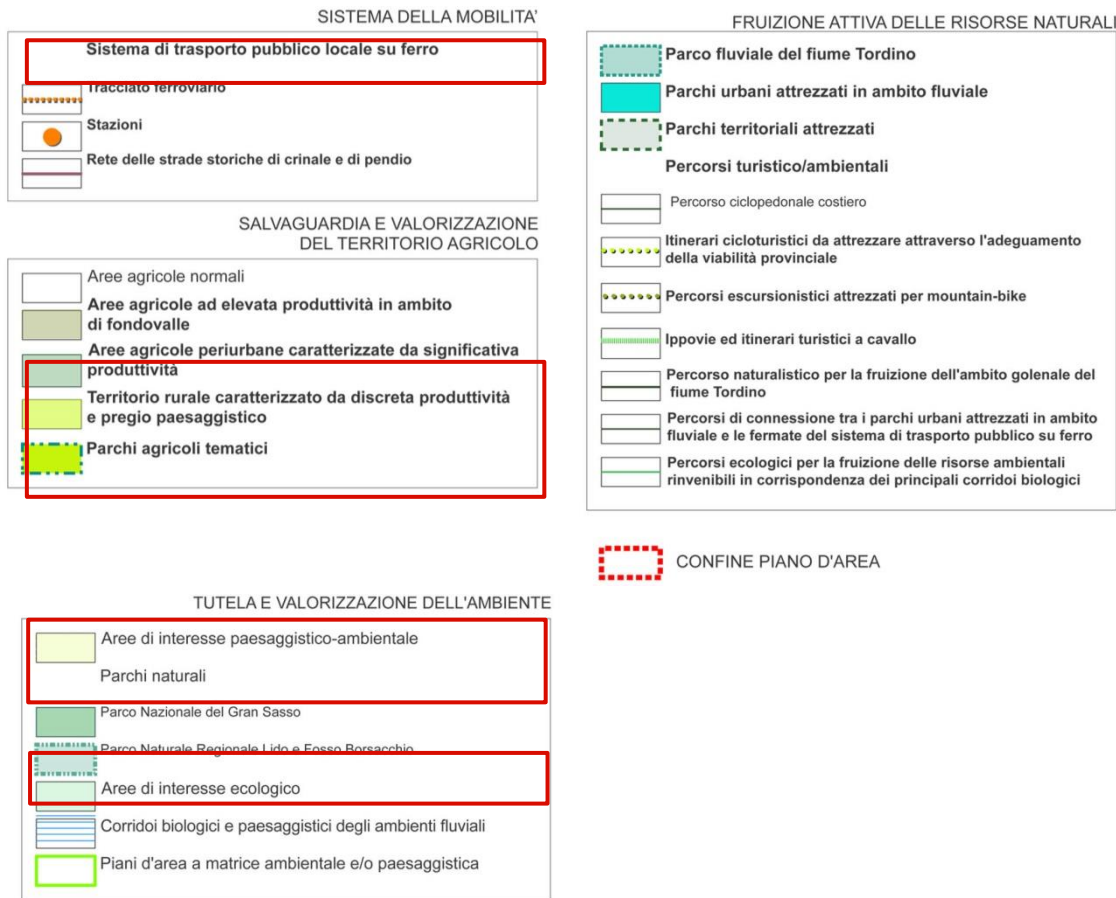 SISTEMA DELLA MOBILITA'
Sistema di trasporto pubblico locale su ferro
Tracciato ferroviario
Stazioni
Rete delle strade storiche di crinale e di pendio
SALVAGUARDIA E VALORIZZAZIONE
DEL TERRITORIO AGRICOLO
Aree agricole normali
Aree agricole ad elevata produttività in ambito
di fondovalle
Aree agricole periurbane caratterizzate da significativa
produttività
Territorio rurale caratterizzato da discreta produttività
e pregio paesaggistico
Parchi agricoli tematici
TUTELA E VALORIZZAZIONE DELL'AMBIENTE
Aree di interesse paesaggistico-ambientale
Parchi naturali
Parco Nazionale del Gran Sasso
Parco Naturale Regionale Lido e Fosso Borsacchio
Aree di interesse ecologico
Corridoi biologici e paesaggistici degli ambienti fluviali
Piani d'area a matrice ambientale e/o paesaggistica
FRUIZIONE ATTIVA DELLE RISORSE NATURALI
Parco fluviale del fiume Tordino
Parchi urbani attrezzati in ambito fluviale
Parchi territoriali attrezzati
Percorsi turistico/ambientali
Percorso ciclopedonale costiero
Itinerari cicloturistici da attrezzare attraverso l'adeguamento
della viabilità provinciale
Percorsi escursionistici attrezzati per mountain-bike
Ippovie ed itinerari turistici a cavallo
Percorso naturalistico per la fruizione dell'ambito golenale del
fiume Tordino
Percorsi di connessione tra i parchi urbani attrezzati in ambito
fluviale e le fermate del sistema di trasporto pubblico su ferro
Percorsi ecologici per la fruizione delle risorse ambientali
rinvenibili in corrispondenza dei principali corridoi biologici
CONFINE PIANO D'AREA